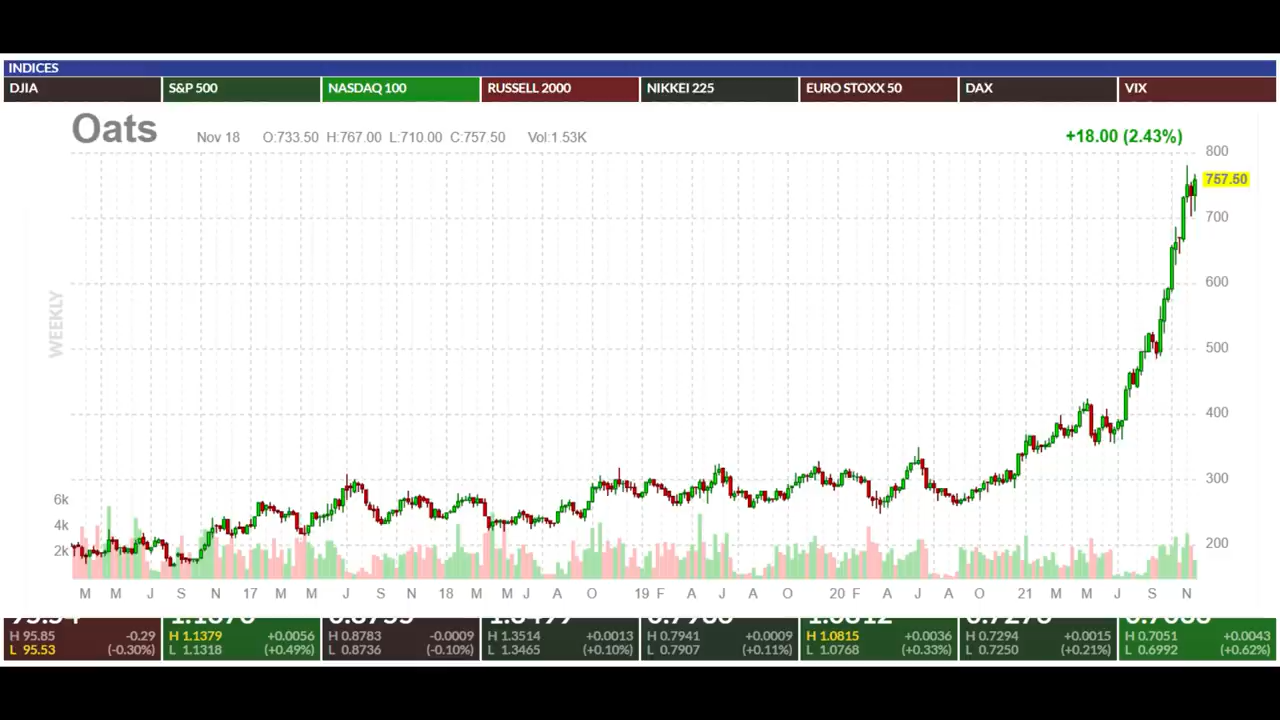 INDICES
DJIA S&P 500 NASDAQ 100 RUSSELL 2000 NIKKEI 225 EURO STOXX 50 DAX VIX
Oats Nov 18 O:733.50 H:767.00 L:710.00 C:757.50 Vol:1.53K +18.00 (2.43%)
800
757.50
700
600
WEEKLY
500
400
300
6k
4k
200
2k
M M J S N 17 M M J S N 18 M J A O 19 F A J O 20 F A J A O 21 M M J S N
H 95.85 -0.29 H 1.1379 +0.0056 H 0.8783 -0.0009 H 1.3514 +0.0013 H 0.7941 +0.0009 H 1.0815 +0.0036 H 0.7294 +0.0015 H 0.7051 +0.0043
L 95.53 (-0.30%) L 1.1318 (+0.49%) L 0.8736 (-0.10%) L 1.3465 (+0.10%) L 0.7907 (+0.11%) L 1.0768 (+0.33%) L 0.7250 (+0.21%) L 0.6992 (+0.62%)